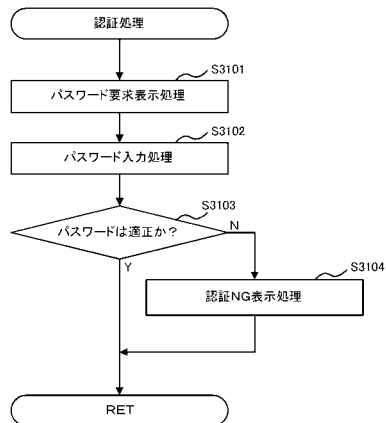 認証処理
S3101
パスワード要求表示処理
S3102
パスワード入力処理
S3103
パスワードは適正か？
N
Y
S3104
認証NG表示処理
RET